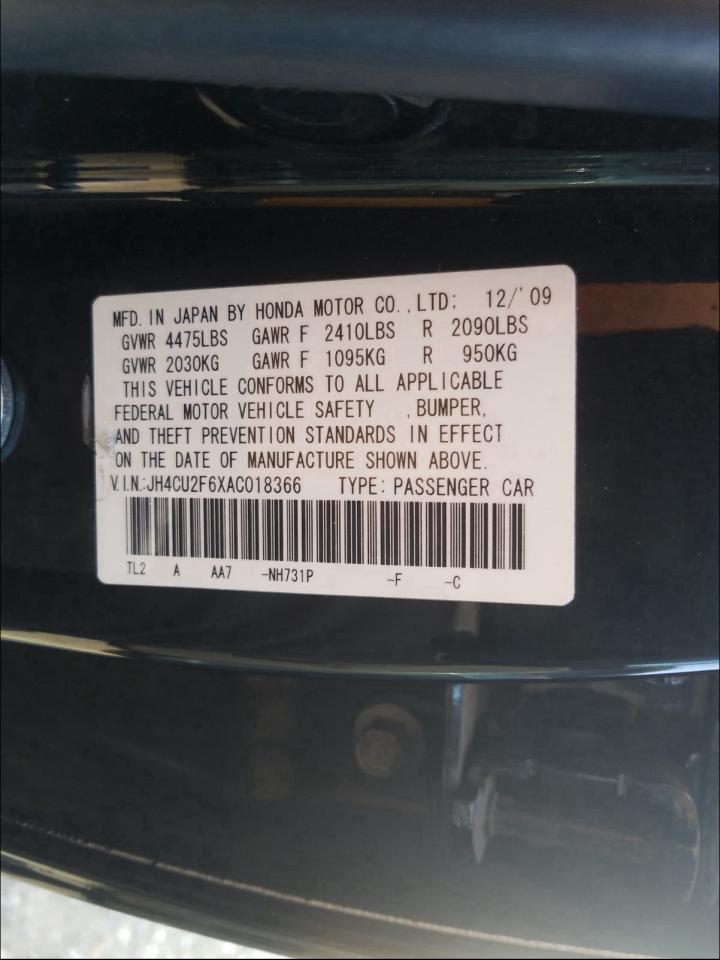 MFD. IN JAPAN BY HONDA MOTOR CO., LTD; 12/'09
GVWR 4475LBS GAWR F 2410LBS R 2090LBS
GVWR 2030KG GAWR F 1095KG R 950KG
THIS VEHICLE CONFORMS TO ALL APPLICABLE
FEDERAL MOTOR VEHICLE SAFETY , BUMPER,
AND THEFT PREVENTION STANDARDS IN EFFECT
ON THE DATE OF MANUFACTURE SHOWN ABOVE.
V.I.N.:JH4CU2F6XAC018366 TYPE: PASSENGER CAR
TL2 A AA7 -NH731P -F -C